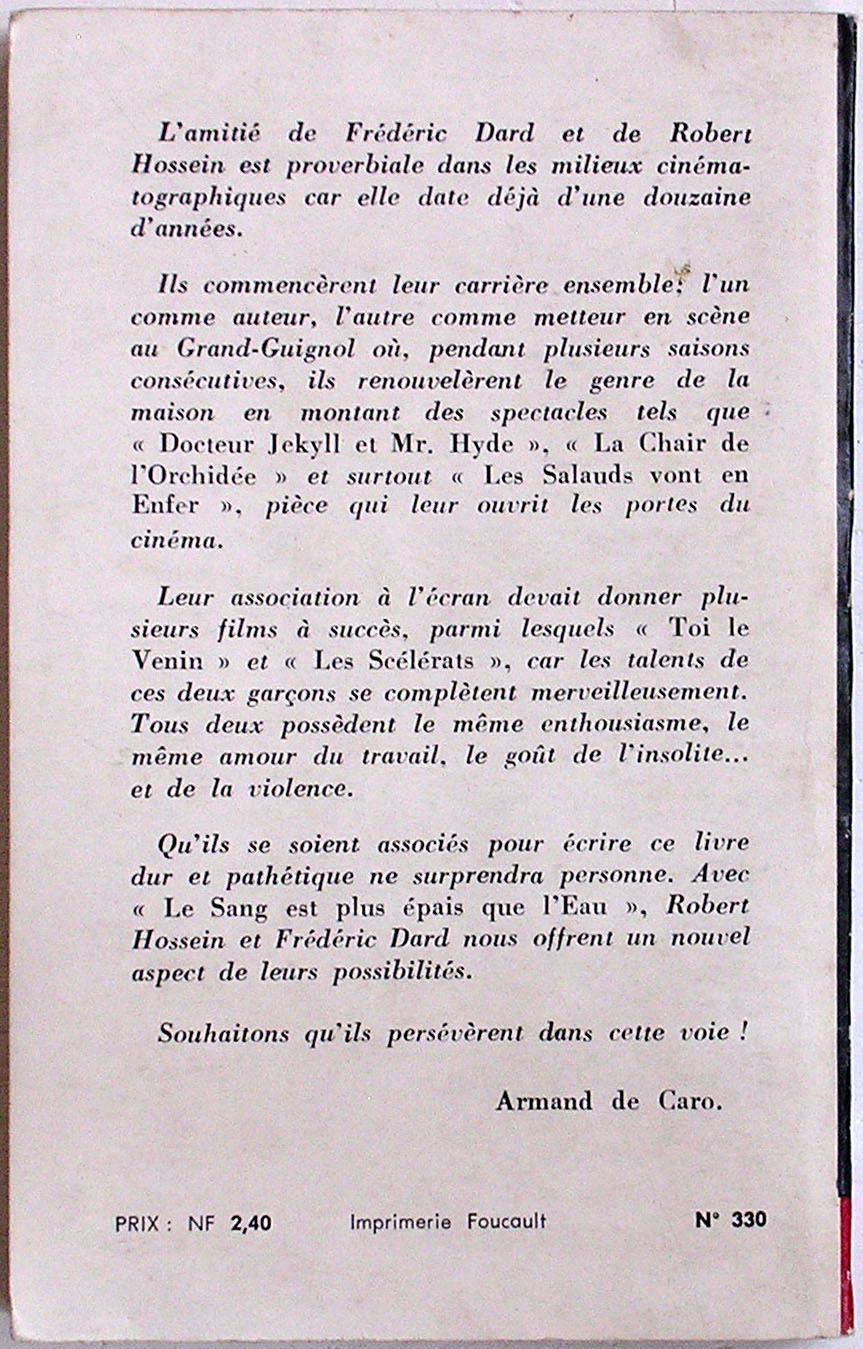 L'amitié de Frédéric Dard et de Robert
Hossein est proverbiale dans les milieux cinéma-
tographiques car elle date déjà d'une douzaine
d'années.
Ils commencèrent leur carrière ensemble; l'un
comme auteur, l'autre comme metteur en scène
au Grand-Guignol où, pendant plusieurs saisons
consécutives, ils renouvelèrent le genre de la
maison en montant des spectacles tels que
« Docteur Jekyll et Mr. Hyde », « La Chair de
l'Orchidée » et surtout « Les Salauds vont en
Enfer », pièce qui leur ouvrit les portes du
cinéma.
Leur association à l'écran devait donner plu-
sieurs films à succès, parmi lesquels « Toi le
Venin » et « Les Scélérats », car les talents de
ces deux garçons se complètent merveilleusement.
Tous deux possèdent le même enthousiasme, le
même amour du travail, le goût de l'insolite...
et de la violence.
Qu'ils se soient associés pour écrire ce livre
dur et pathétique ne surprendra personne. Avec
« Le Sang est plus épais que l'Eau », Robert
Hossein et Frédéric Dard nous offrent un nouvel
aspect de leurs possibilités.
Souhaitons qu'ils persévèrent dans cette voie !
Armand de Caro.
PRIX : NF 2,40 Imprimerie Foucault N° 330